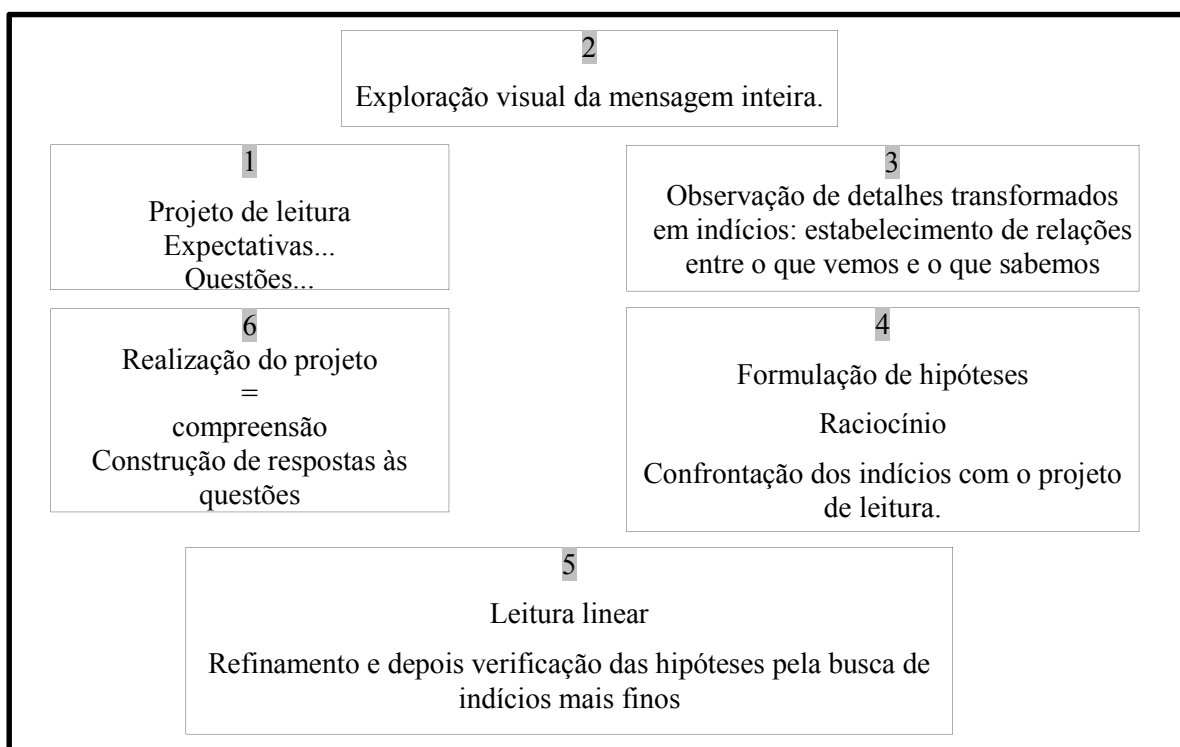 2
Exploração visual da mensagem inteira.
1
Projeto de leitura
Expectativas...
Questões...
3
Observação de detalhes transformados
em indícios: estabelecimento de relações
entre o que vemos e o que sabemos
6
Realização do projeto
=
compreensão
Construção de respostas às
questões
4
Formulação de hipóteses
Raciocínio
Confrontação dos indícios com o projeto
de leitura.
5
Leitura linear
Refinamento e depois verificação das hipóteses pela busca de
indícios mais finos